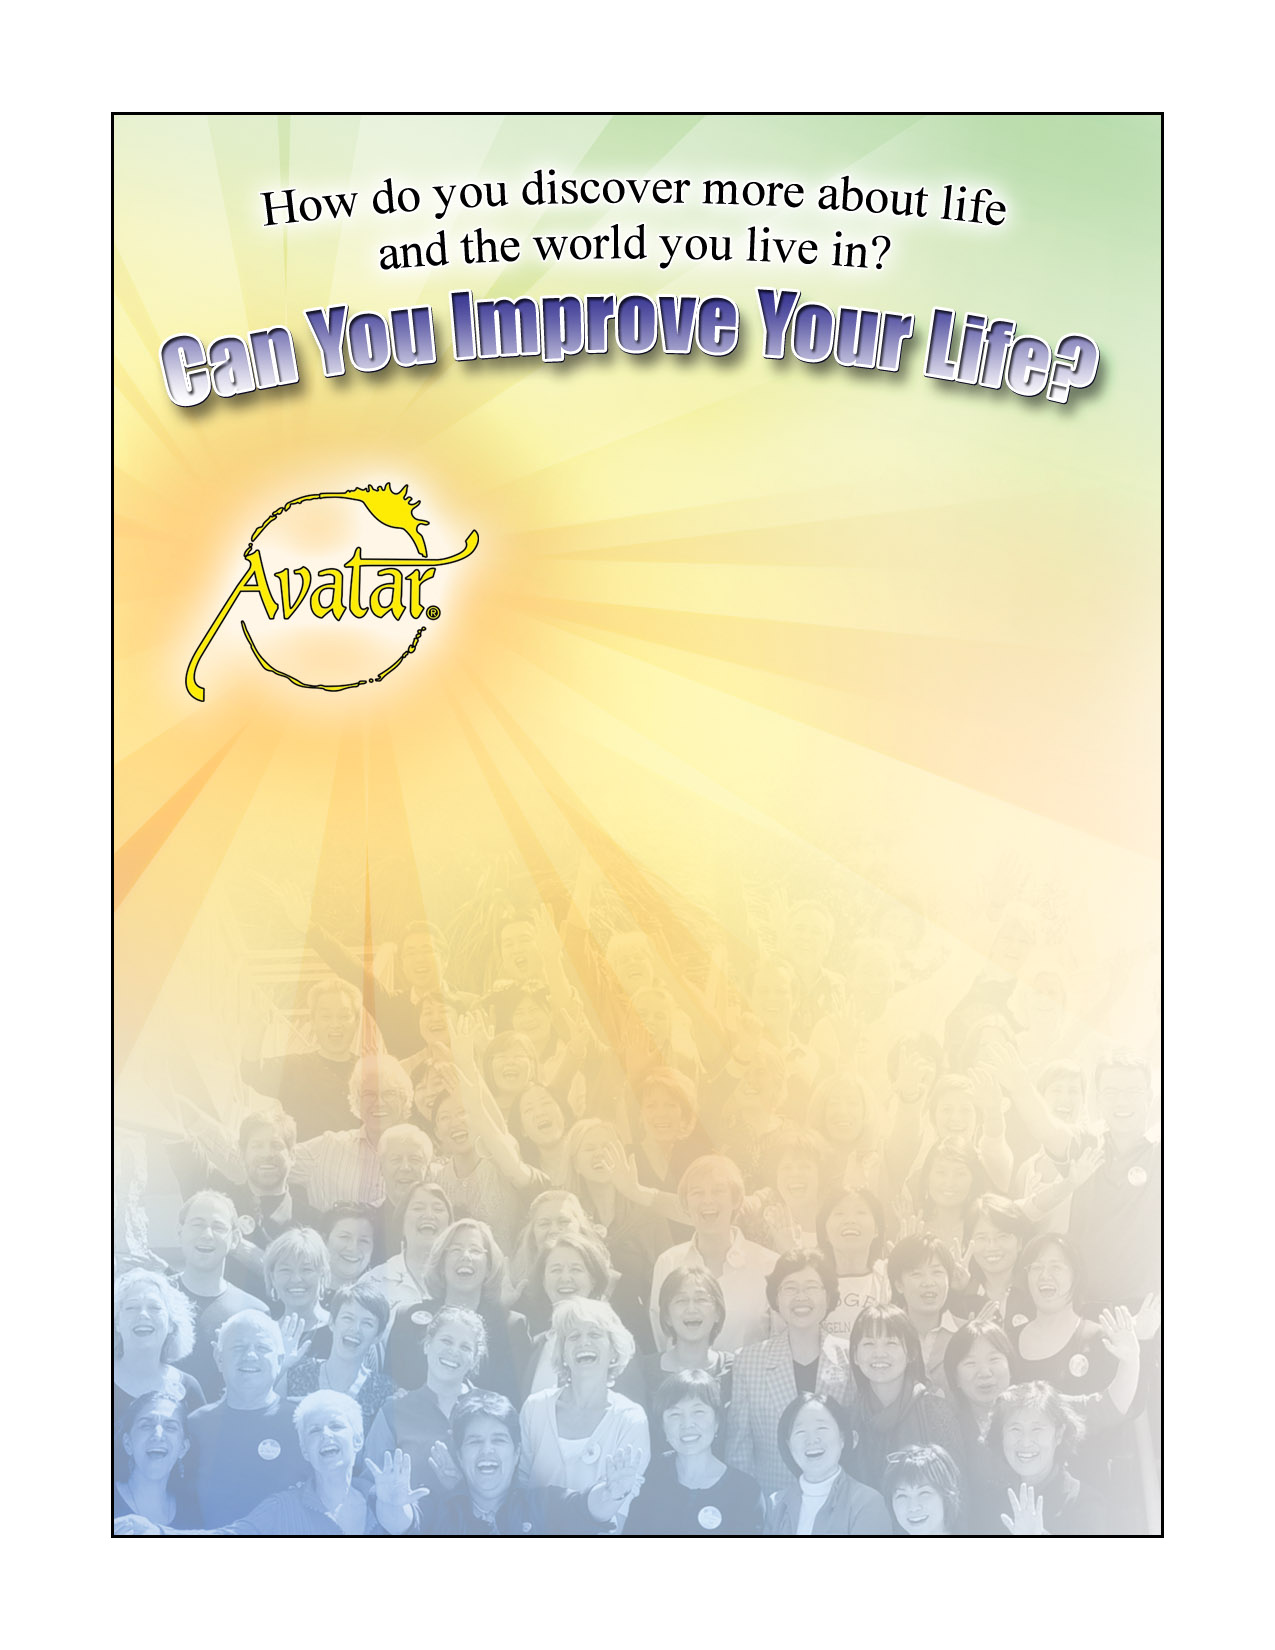 How do you discover more about life
and the world you live in?
Can You Improve Your Life?
Avatar®